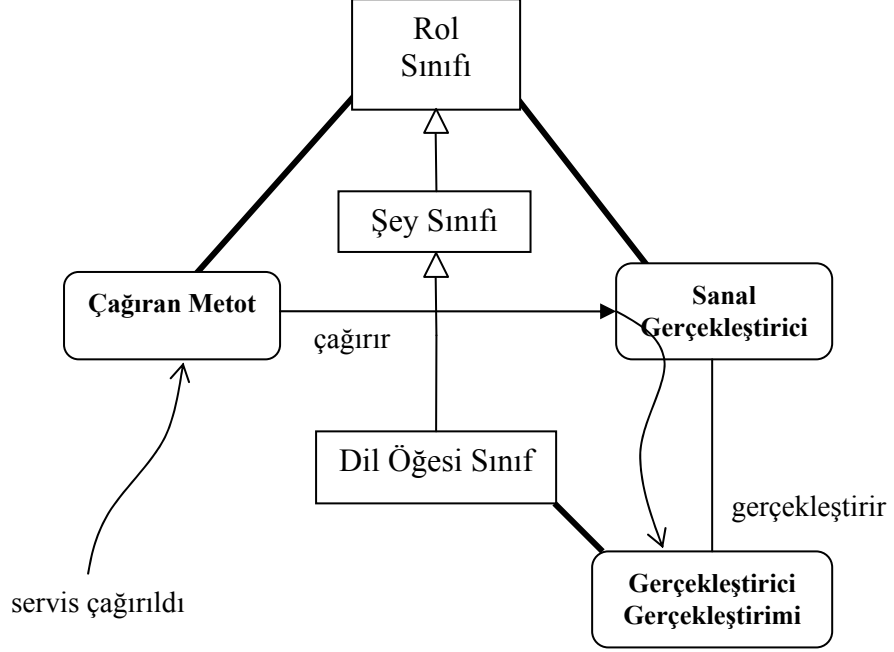 Rol
Sınıfı
Şey Sınıfı
Çağıran Metot
Sanal
Gerçekleştirici
çağırır
Dil Öğesi Sınıf
gerçekleştirir
Gerçekleştirici
Gerçekleştirimi
servis çağırıldı